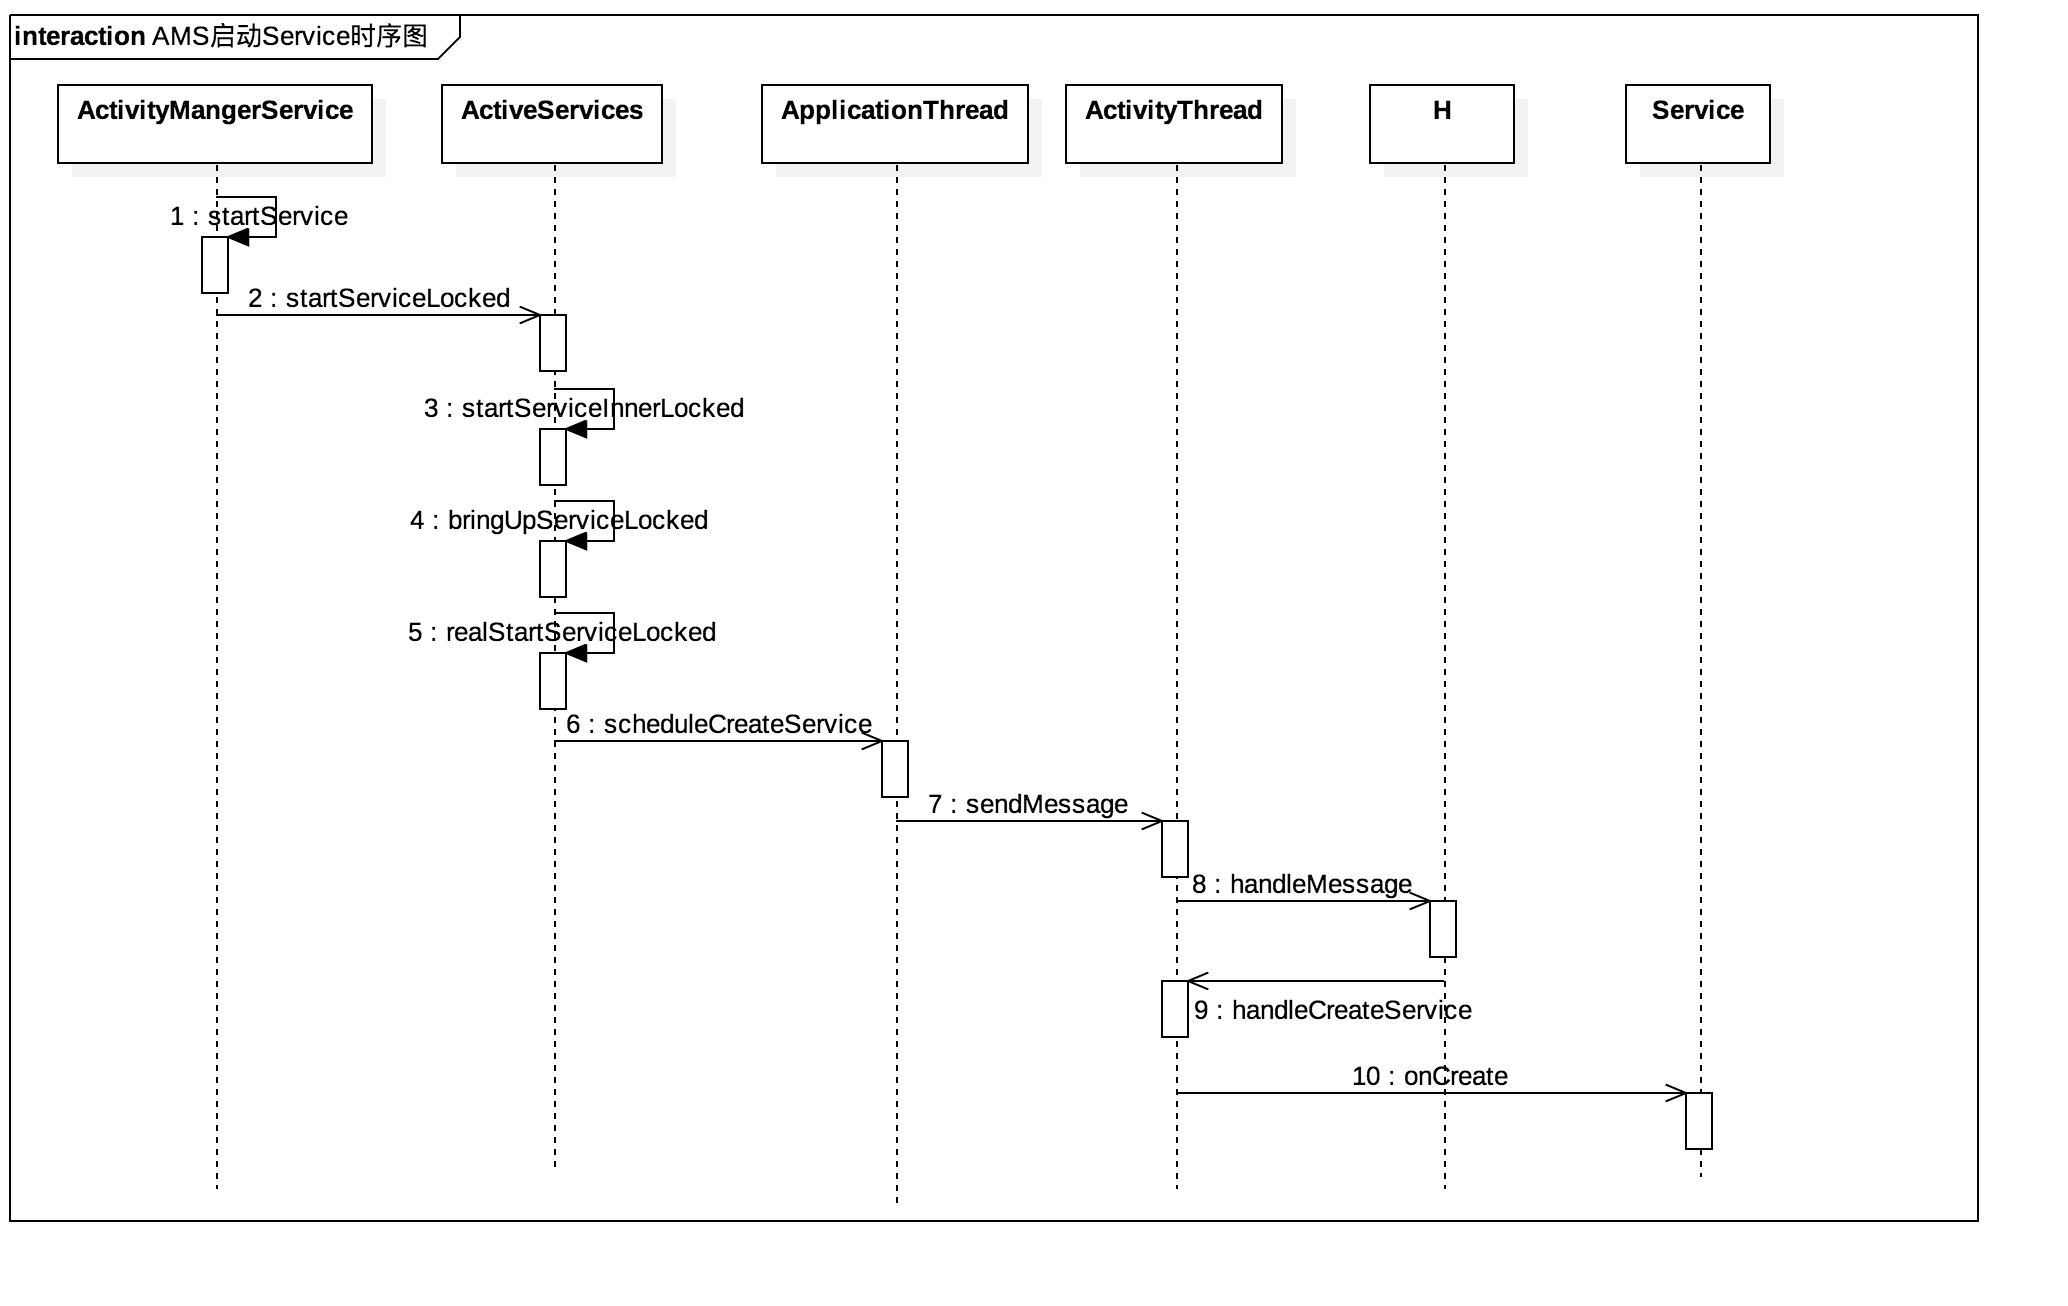 interaction AMS启动Service时序图
ActivityMangerService
ActiveServices
ApplicationThread
ActivityThread
H
Service
1 : startService
2 : startServiceLocked
3 : startServiceInnerLocked
4 : bringUpServiceLocked
5 : realStartServiceLocked
6 : scheduleCreateService
7 : sendMessage
8 : handleMessage
9 : handleCreateService
10 : onCreate